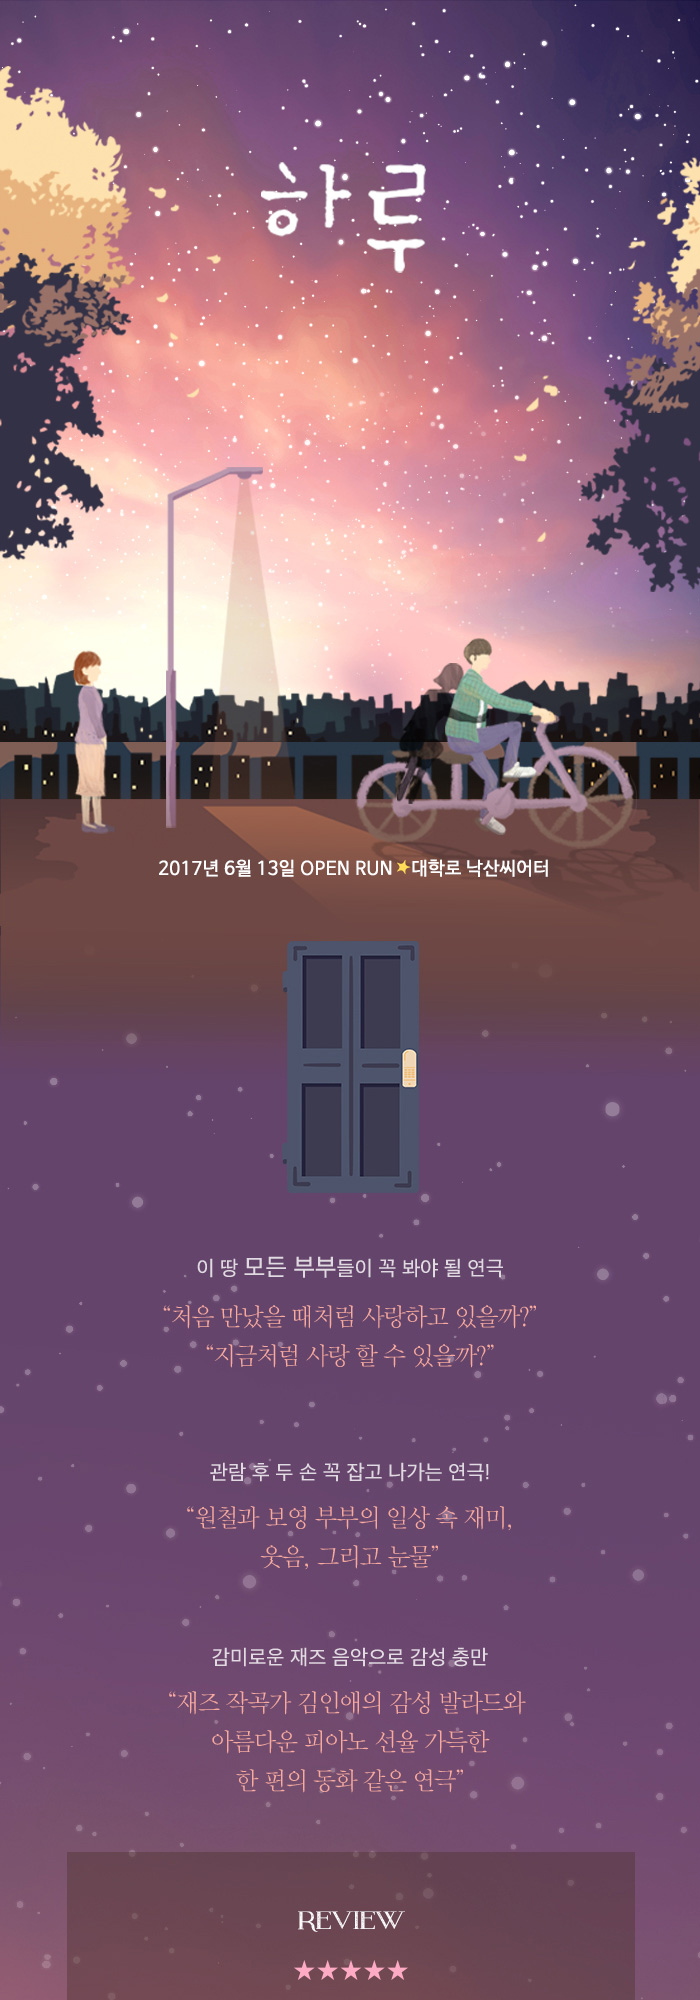 하루
2017년 6월 13일 OPEN RUN★대학로 낙산씨어터
이 땅 모든 부부들이 꼭 봐야 될 연극
“처음 만났을 때처럼 사랑하고 있을까?”
“지금처럼 사랑 할 수 있을까?”
관람 후 두 손 꼭 잡고 나가는 연극!
“원철과 보영 부부의 일상 속 재미,
웃음, 그리고 눈물”
감미로운 재즈 음악으로 감성 충만
“재즈 작곡가 김인애의 감성 발라드와
아름다운 피아노 선율 가득한
한 편의 동화 같은 연극”
REVIEW
★★★★★